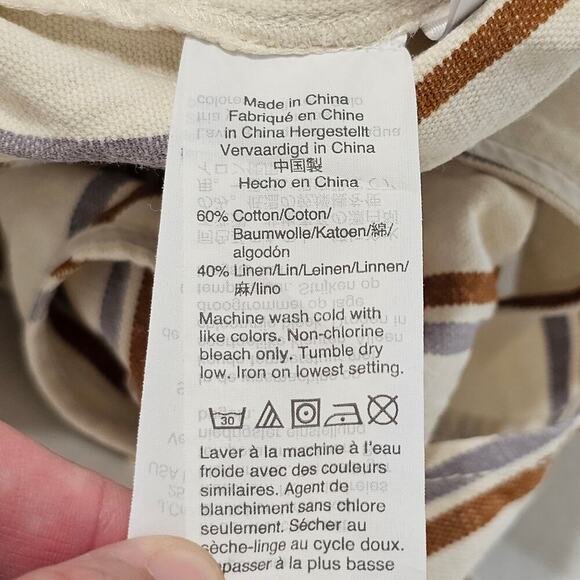 Made in China
Fabriqué en Chine
in China Hergestellt
Vervaardigd in China
中国製
Hecho en China
60% Cotton/Coton/
Baumwolle/Katoen/綿/
algodón
40% Linen/Lin/Leinen/Linnen/
麻/lino
Machine wash cold with
like colors. Non-chlorine
bleach only. Tumble dry
low. Iron on lowest setting.
30
Laver à la machine à l'eau
froide avec des couleurs
similaires. Agent de
blanchiment sans chlore
seulement. Sécher au
sèche-linge au cycle doux.
à la plus basse